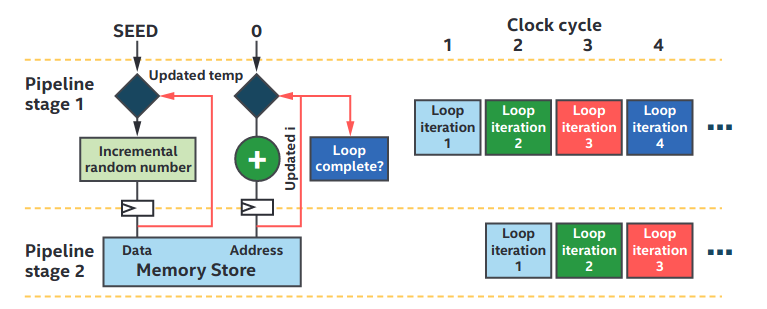 SEED
0
Clock cycle
1
2
3
4
Updated temp
Pipeline
stage 1
Incremental
random number
+
Updated i
Loop
complete?
Loop
iteration
1
Loop
iteration
2
Loop
iteration
3
Loop
iteration
4
...
Pipeline
stage 2
Data
Address
Memory Store
Loop
iteration
1
Loop
iteration
2
Loop
iteration
3
...